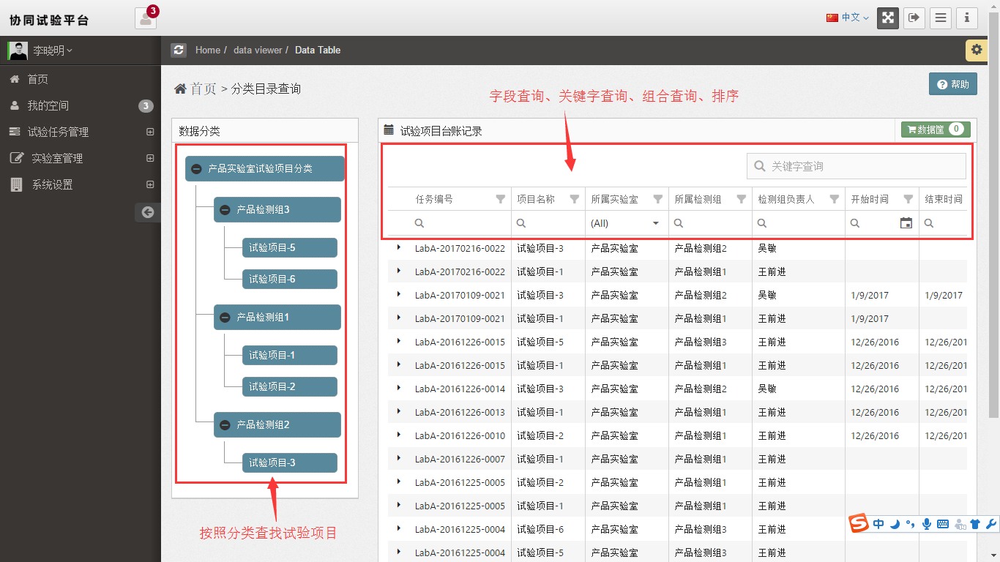 协同试验平台
3
中文
李晓明
Home / data viewer / Data Table
首页
我的空间 3
试验任务管理
实验室管理
系统设置
首页 > 分类目录查询
帮助
字段查询、关键字查询、组合查询、排序
数据分类
产品实验室试验项目分类
产品检测组3
试验项目-5
试验项目-6
产品检测组1
试验项目-1
试验项目-2
产品检测组2
试验项目-3
按照分类查找试验项目
试验项目台账记录
数据筐 0
关键字查询
任务编号 项目名称 所属实验室 所属检测组 检测组负责人 开始时间 结束时间
(All)
LabA-20170216-0022 试验项目-3 产品实验室 产品检测组2 吴敏
LabA-20170216-0022 试验项目-1 产品实验室 产品检测组1 王前进
LabA-20170109-0021 试验项目-3 产品实验室 产品检测组2 吴敏 1/9/2017 1/9/2017
LabA-20170109-0021 试验项目-1 产品实验室 产品检测组1 王前进 1/9/2017
LabA-20161226-0015 试验项目-5 产品实验室 产品检测组3 王前进 12/26/2016 12/26/201
LabA-20161226-0015 试验项目-1 产品实验室 产品检测组1 王前进 12/26/2016 12/26/201
LabA-20161226-0014 试验项目-3 产品实验室 产品检测组2 吴敏 12/26/2016 12/26/201
LabA-20161226-0013 试验项目-1 产品实验室 产品检测组1 王前进 12/26/2016 12/26/201
LabA-20161226-0010 试验项目-2 产品实验室 产品检测组1 王前进 12/26/2016 12/26/201
LabA-20161226-0007 试验项目-1 产品实验室 产品检测组1 王前进
LabA-20161225-0005 试验项目-2 产品实验室 产品检测组1 王前进
LabA-20161225-0005 试验项目-1 产品实验室 产品检测组1 王前进
LabA-20161225-0004 试验项目-6 产品实验室 产品检测组3 王前进
LabA-20161225-0004 试验项目-5 产品实验室 产品检测组3 王前进
中